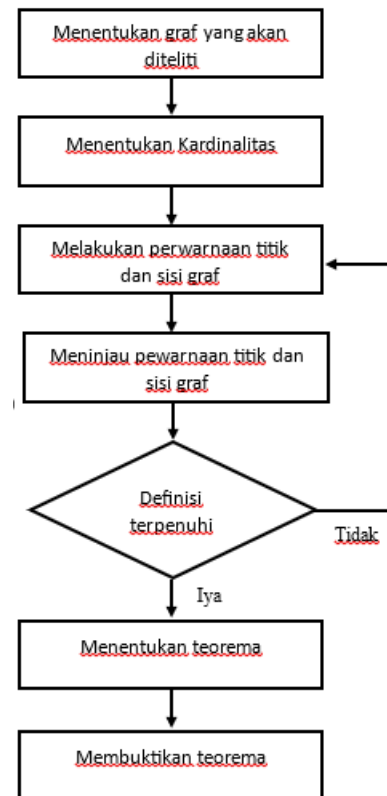 Menentukan graf yang akan
diteliti
Menentukan Kardinalitas
Melakukan perwarnaan titik
dan sisi graf
Meninjau pewarnaan titik dan
sisi graf
Definisi
terpenuhi
Tidak
Iya
Menentukan teorema
Membuktikan teorema